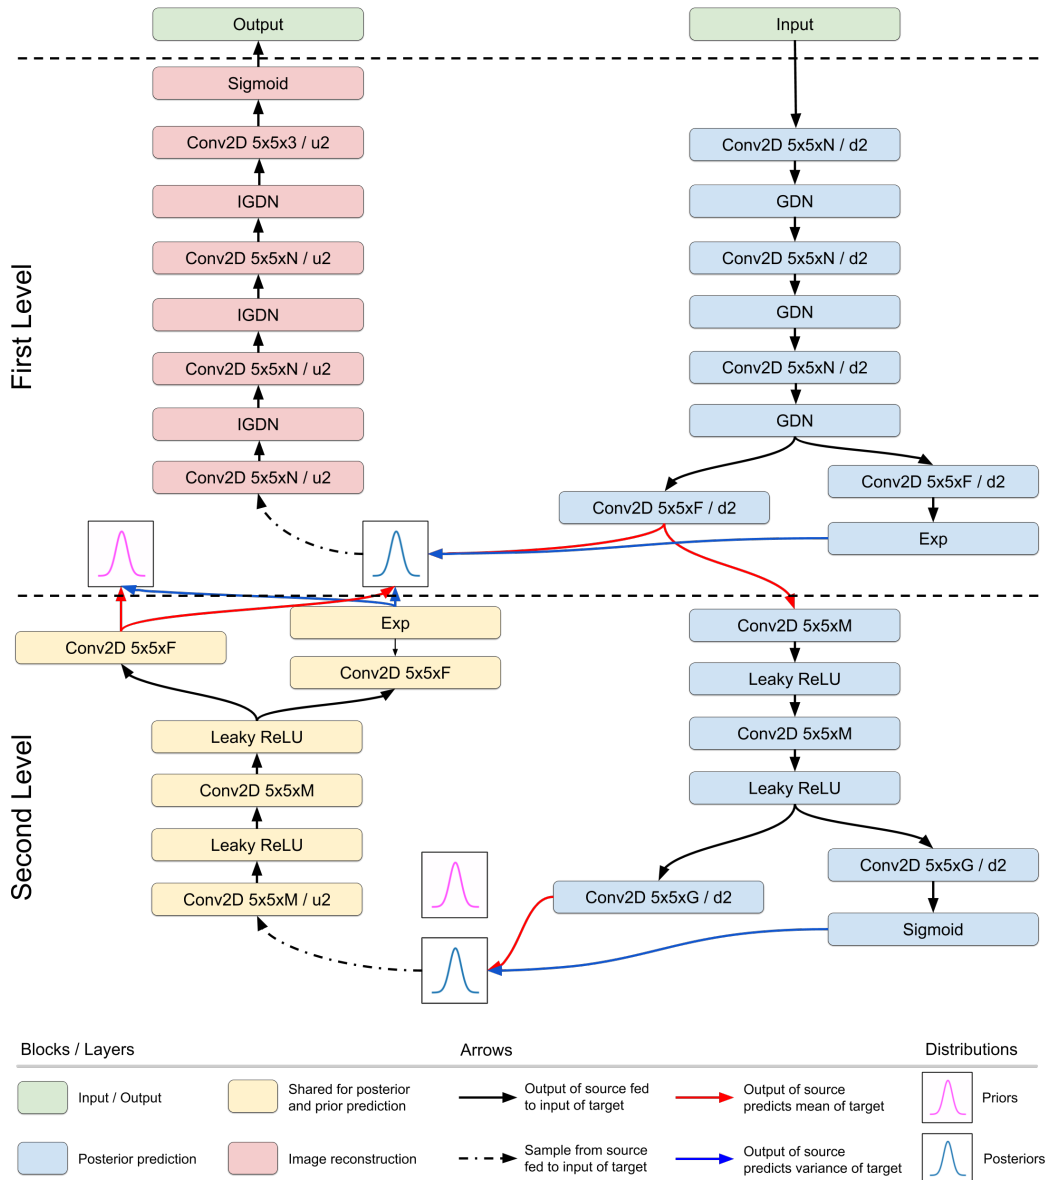 Output
Input
Sigmoid
Conv2D 5x5x3 / u2
IGDN
Conv2D 5x5xN / u2
IGDN
Conv2D 5x5xN / u2
IGDN
Conv2D 5x5xN / u2
Conv2D 5x5xN / d2
GDN
Conv2D 5x5xN / d2
GDN
Conv2D 5x5xN / d2
GDN
Conv2D 5x5xF / d2
Conv2D 5x5xF / d2
Exp
First Level
Exp
Conv2D 5x5xF
Conv2D 5x5xF
Leaky ReLU
Conv2D 5x5xM
Leaky ReLU
Conv2D 5x5xM / u2
Conv2D 5x5xM
Leaky ReLU
Conv2D 5x5xM
Leaky ReLU
Conv2D 5x5xG / d2
Conv2D 5x5xG / d2
Sigmoid
Second Level
Blocks / Layers
Arrows
Distributions
Input / Output
Shared for posterior
and prior prediction
Output of source fed
to input of target
Output of source
predicts mean of target
Priors
Posterior prediction
Image reconstruction
Sample from source
fed to input of target
Output of source
predicts variance of target
Posteriors